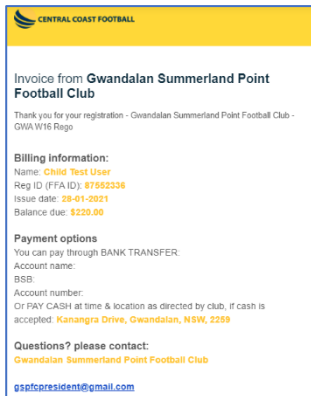 CENTRAL COAST FOOTBALL
Invoice from Gwandalan Summerland Point
Football Club
Thank you for your registration - Gwandalan Summerland Point Football Club -
GWA W16 Rego
Billing information:
Name: Child Test User
Reg ID (FFA ID): 87552336
Issue date: 28-01-2021
Balance due: $220.00
Payment options
You can pay through BANK TRANSFER:
Account name:
BSB:
Account number:
Or PAY CASH at time & location as directed by club, if cash is
accepted: Kanangra Drive, Gwandalan, NSW, 2259
Questions? please contact:
Gwandalan Summerland Point Football Club
gspfcpresident@gmail.com